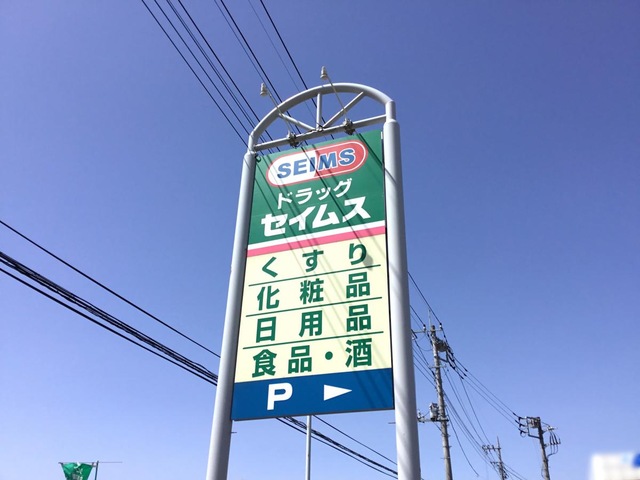 SEIMS
ドラッグ
セイムス
くすり
化粧品
日用品
食品・酒
P